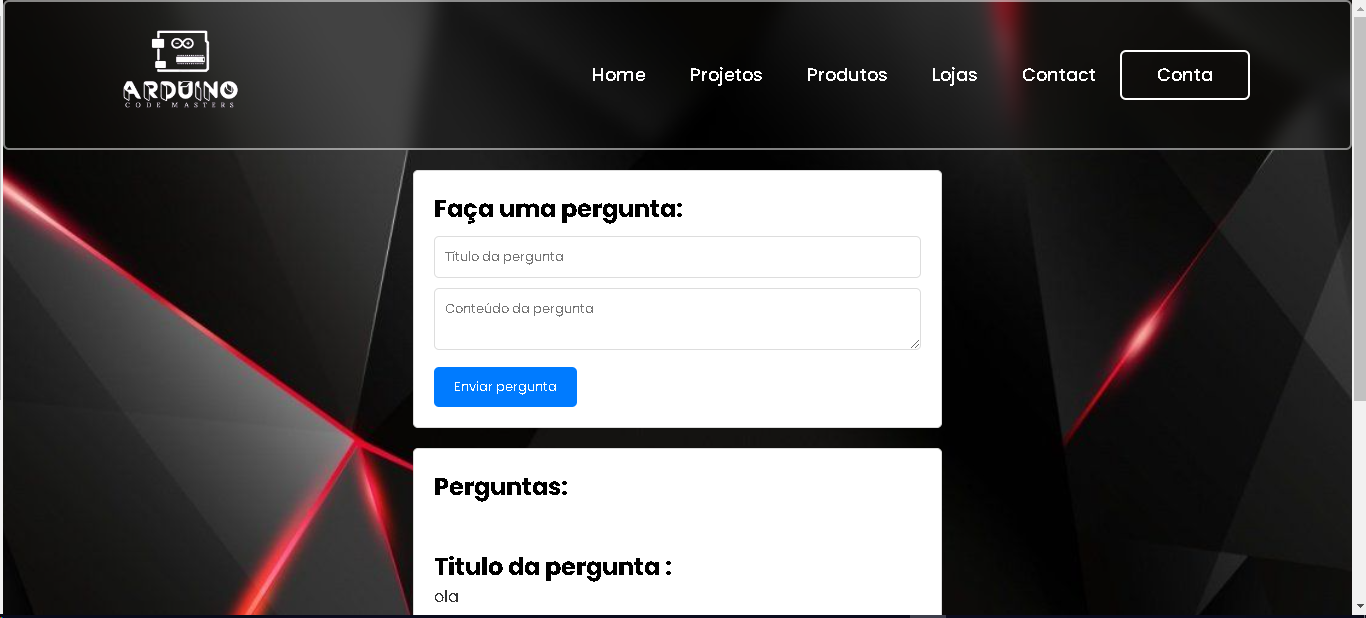 ARDUINO
CODE MASTERS
Home Projetos Produtos Lojas Contact Conta
Faça uma pergunta:
Título da pergunta
Conteúdo da pergunta
Enviar pergunta
Perguntas:
Titulo da pergunta :
ola